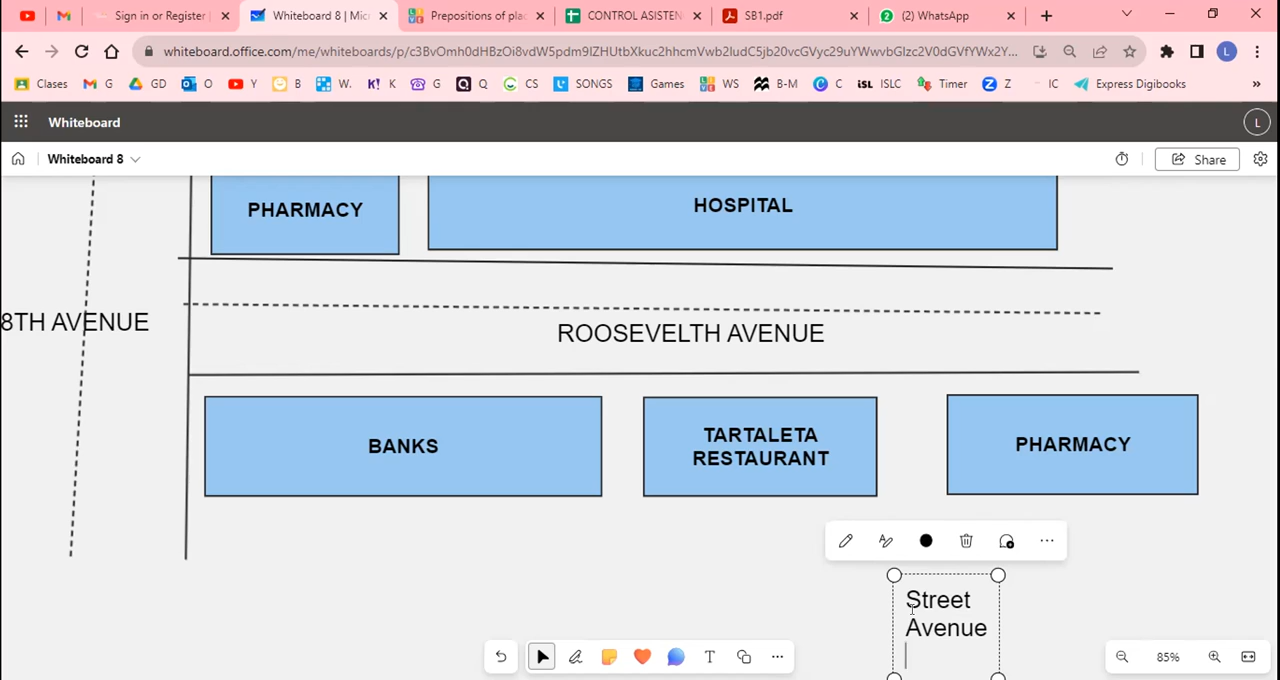 Sign in or Register
Whiteboard 8 | Mic
Prepositions of plac
CONTROL ASISTEN
SB1.pdf
(2) WhatsApp
whiteboard.office.com/me/whiteboards/p/c3BvOmh0dHBzOi8vdW5pdm9lZHUtbXkuc2hhcmVwb2ludC5jb20vcGVyc29uYWwvbGlzc2V0dGVfYWx2Y...
Clases
M G
GD
O
Y
B
W.
K! K
G
Q
CS
SONGS
Games
WS
B-M
C
ISL ISLC
Timer
Z
IC
Express Digibooks
»
Whiteboard
L
Whiteboard 8
Share
PHARMACY
HOSPITAL
8TH AVENUE
ROOSEVELTH AVENUE
BANKS
TARTALETA
RESTAURANT
PHARMACY
Street
Avenue
85%